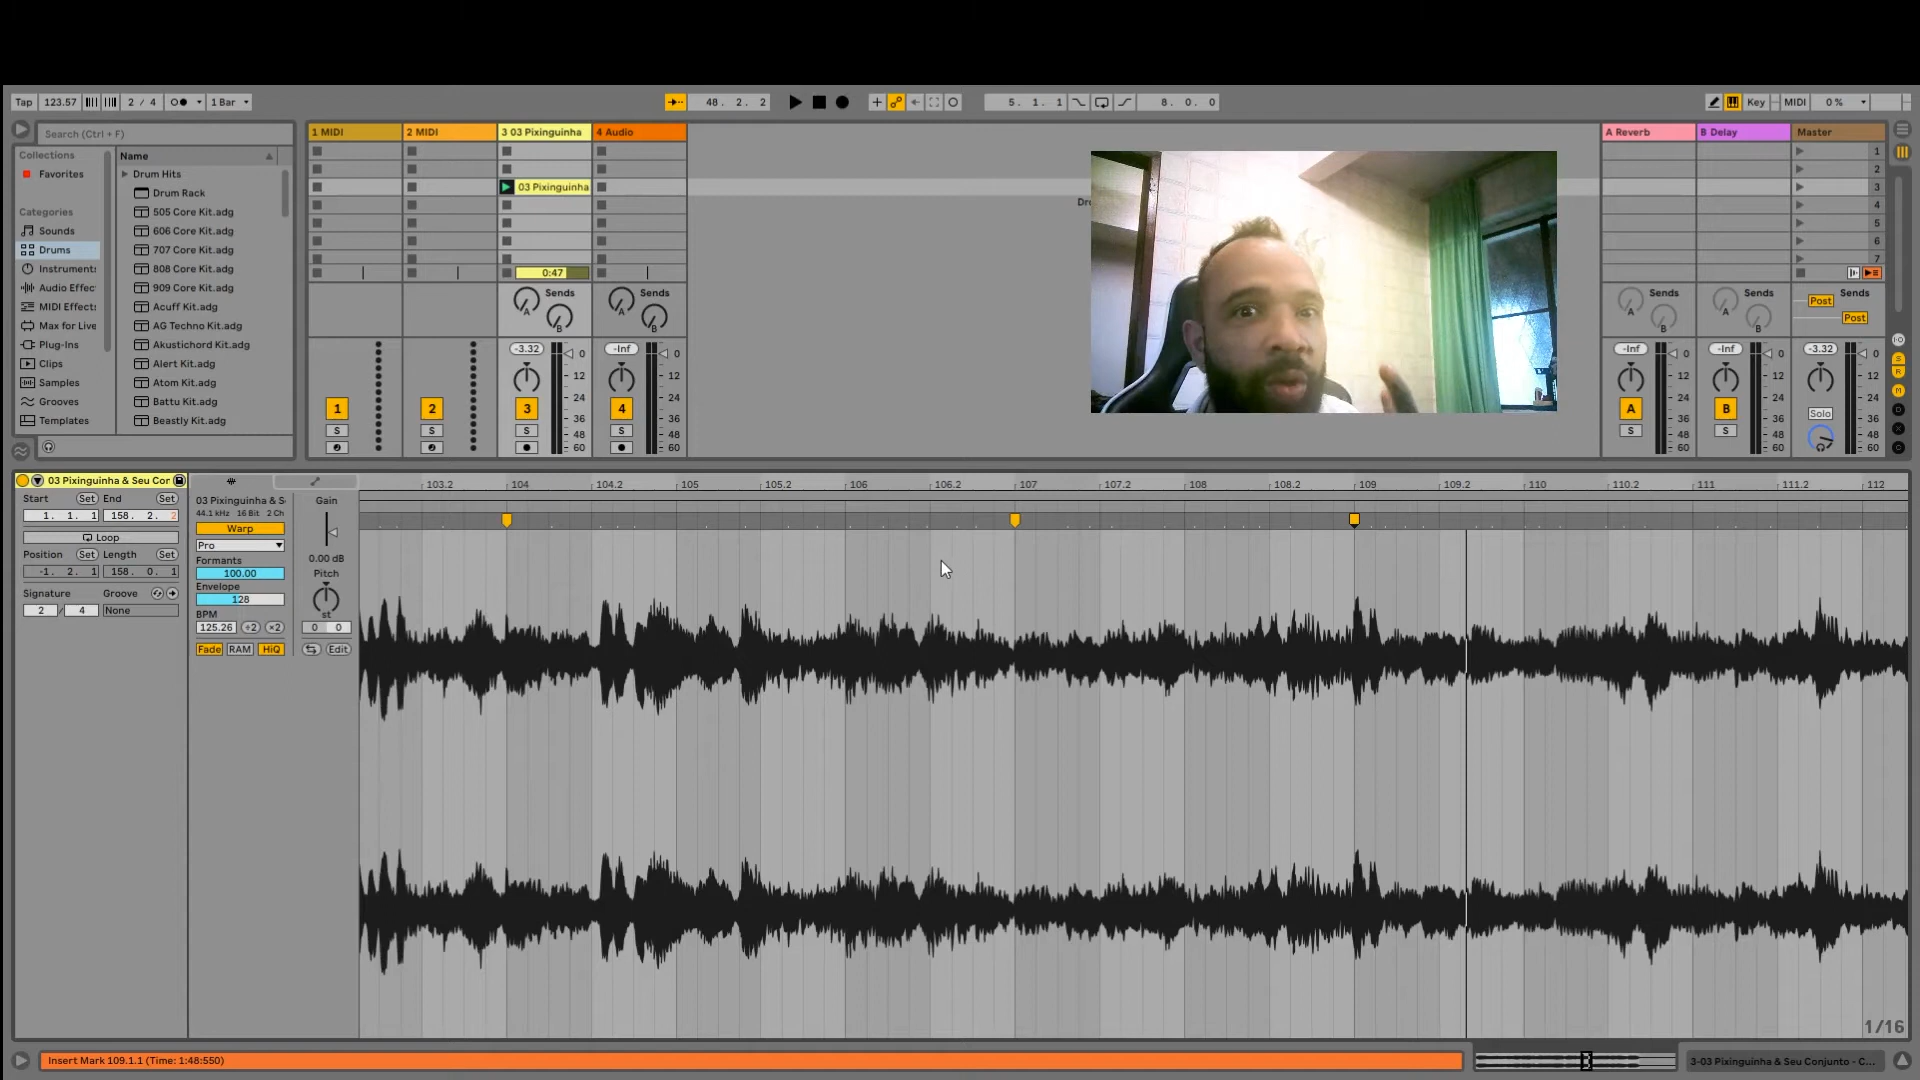 Tap 123.57 2 / 4 1 Bar 48. 2. 2 5. 1. 1 8. 0. 0 Key MIDI 0 %
Search (Ctrl + F)
Collections
Favorites
Categories
Sounds
Drums
Instruments
Audio Effec
MIDI Effects
Max for Live
Plug-Ins
Clips
Samples
Grooves
Templates
Name
Drum Hits
Drum Rack
505 Core Kit.adg
606 Core Kit.adg
707 Core Kit.adg
808 Core Kit.adg
909 Core Kit.adg
Acuff Kit.adg
AG Techno Kit.adg
Akustichord Kit.adg
Alert Kit.adg
Atom Kit.adg
Battu Kit.adg
Beastly Kit.adg
1 MIDI 2 MIDI 3 03 Pixinguinha 4 Audio
03 Pixinguinha
0:47
Sends Sends
A A
B B
-3.32 -Inf
0 0
12 12
24 24
1 2 3 4 36 36
S S S S 48 48
60 60
Dr
A Reverb B Delay Master
1
2
3
4
5
6
7
Sends Sends Sends
Post
A A
B B Post
-Inf -Inf -3.32
0 0 0
12 12 12
24 24 24
A B Solo 36 36 36
S S 48 48 48
60 60 60
03 Pixinguinha & Seu Cor
Start Set End Set
1. 1. 1 158. 2. 2
Loop
Position Set Length Set
-1. 2. 1 158. 0. 1
Signature Groove
2 / 4 None
03 Pixinguinha & S
44.1 kHz 16 Bit 2 Ch
Warp
Pro
Formants
100.00
Envelope
128
BPM
125.26 ÷2 ×2
Fade RAM HiQ
Gain
0.00 dB
Pitch
st
0 0
Edit
103.2 104 104.2 105 105.2 106 106.2 107 107.2 108 108.2 109 109.2 110 110.2 111 111.2 112
1/16
Insert Mark 109.1.1 (Time: 1:48:550)
3-03 Pixinguinha & Seu Conjunto - C...